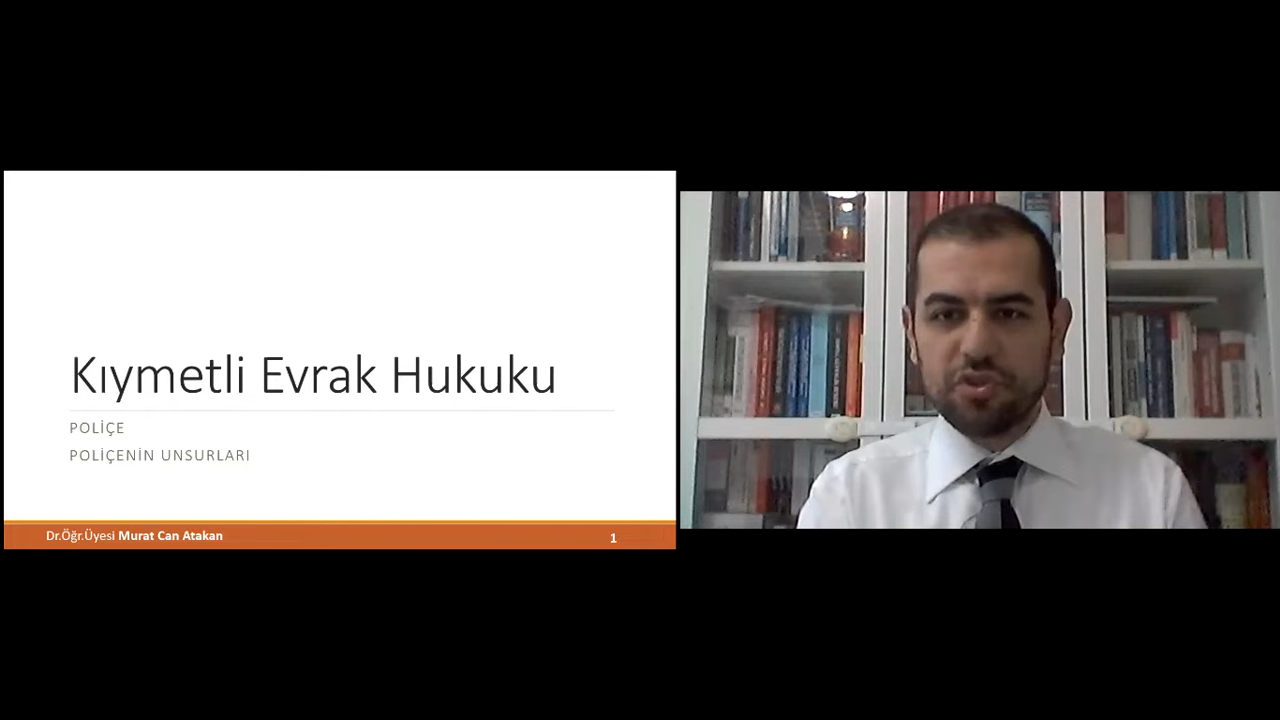 Kıymetli Evrak Hukuku
POLİÇE
POLİÇENİN UNSURLARI
Dr.Öğr.Üyesi Murat Can Atakan
1